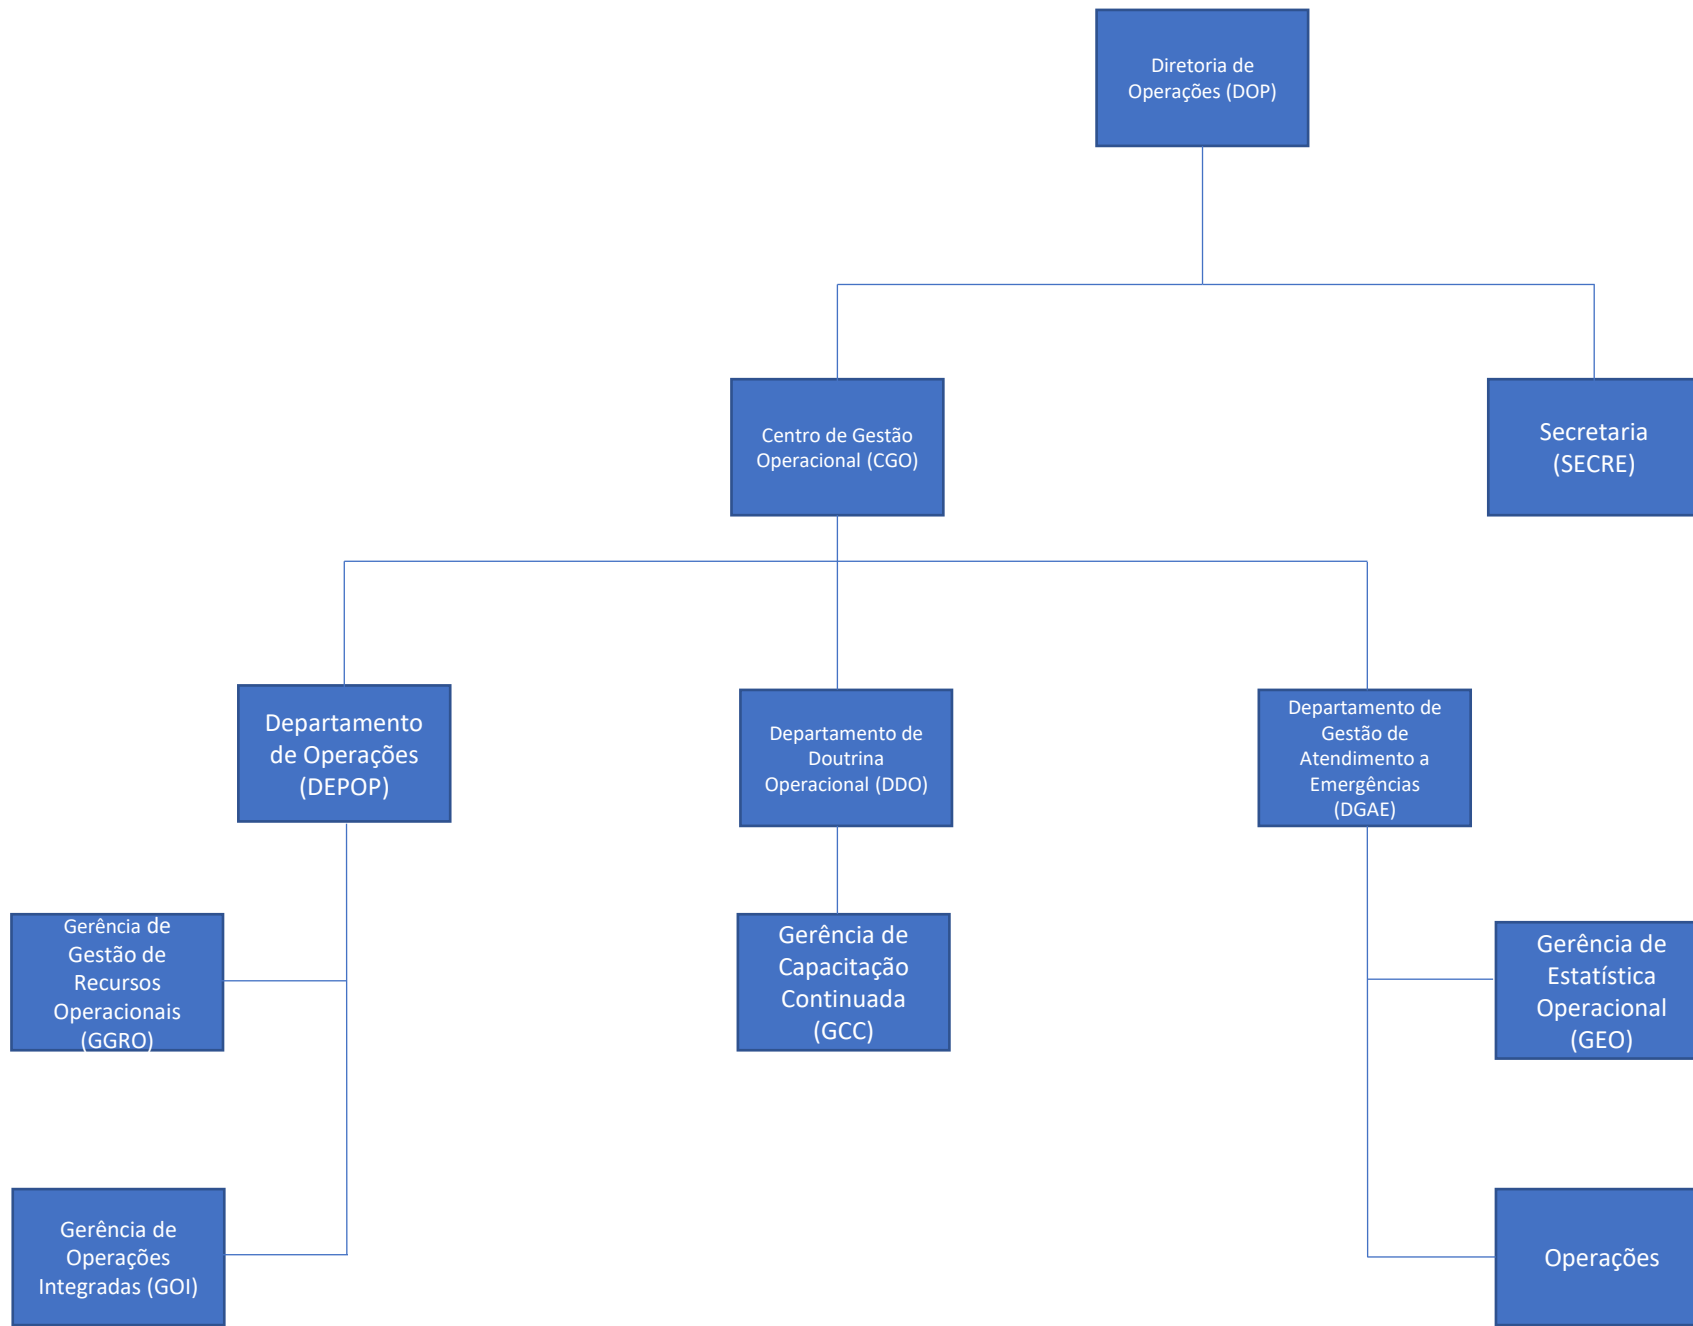 Diretoria de
Operações (DOP)
Centro de Gestão
Operacional (CGO)
Secretaria
(SECRE)
Departamento
de Operações
(DEPOP)
Departamento de
Doutrina
Operacional (DDO)
Departamento de
Gestão de
Atendimento a
Emergências
(DGAE)
Gerência de
Gestão de
Recursos
Operacionais
(GGRO)
Gerência de
Capacitação
Continuada
(GCC)
Gerência de
Estatística
Operacional
(GEO)
Gerência de
Operações
Integradas (GOI)
Operações